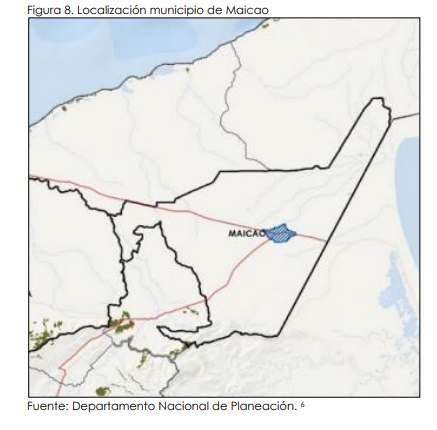 Figura 8. Localización municipio de Maicao
MAICAO
Fuente: Departamento Nacional de Planeación. ⁶